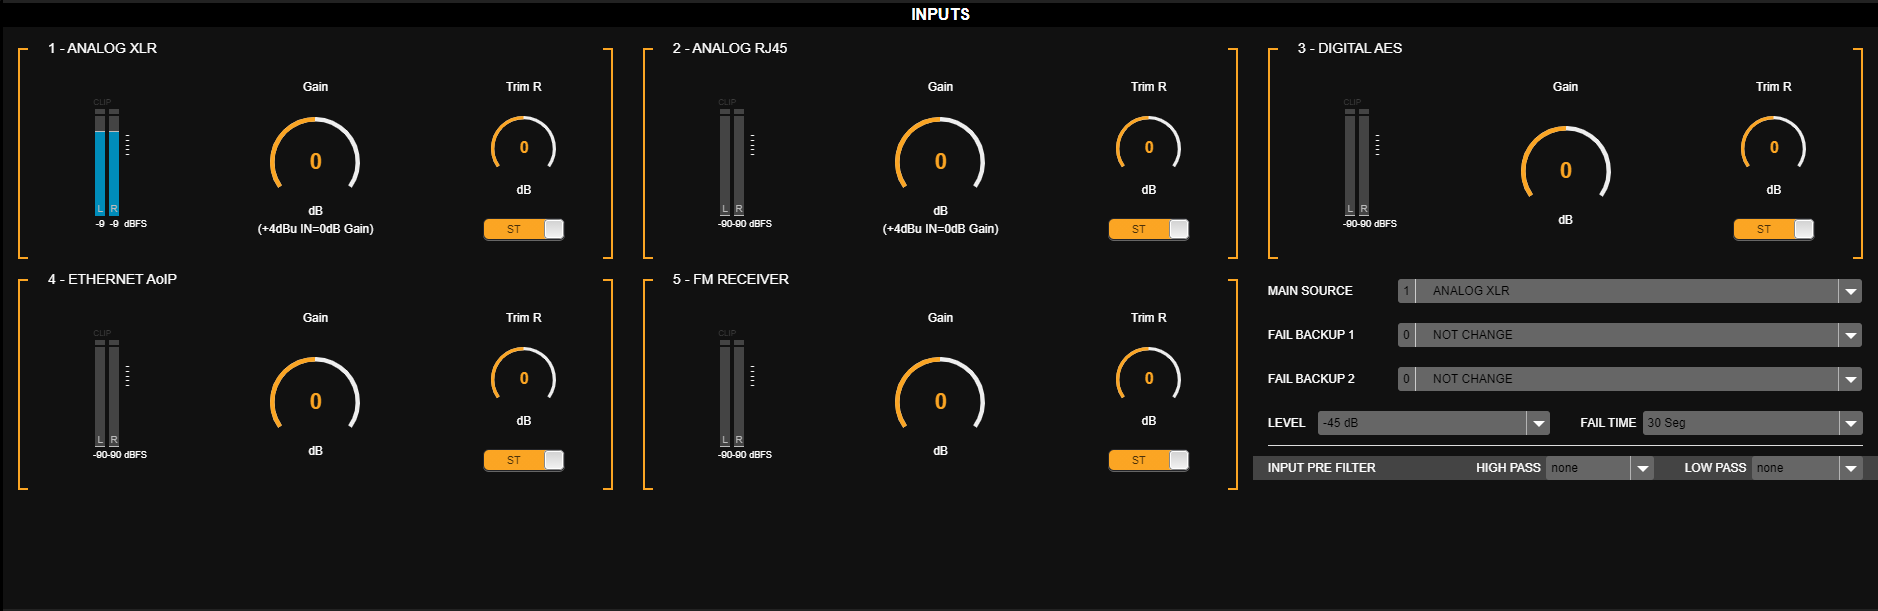 INPUTS
1 - ANALOG XLR
Gain
Trim R
CLIP
0
0
dB
L R
-9 -9 dBFS
dB
(+4dBu IN=0dB Gain)
ST
2 - ANALOG RJ45
Gain
Trim R
CLIP
0
0
dB
L R
-90-90 dBFS
dB
(+4dBu IN=0dB Gain)
ST
3 - DIGITAL AES
Gain
Trim R
CLIP
0
0
dB
L R
-90-90 dBFS
dB
ST
4 - ETHERNET AoIP
Gain
Trim R
CLIP
0
0
dB
L R
-90-90 dBFS
dB
ST
5 - FM RECEIVER
Gain
Trim R
CLIP
0
0
dB
L R
-90-90 dBFS
dB
ST
MAIN SOURCE 1 ANALOG XLR
FAIL BACKUP 1 0 NOT CHANGE
FAIL BACKUP 2 0 NOT CHANGE
LEVEL -45 dB FAIL TIME 30 Seg
INPUT PRE FILTER HIGH PASS none LOW PASS none